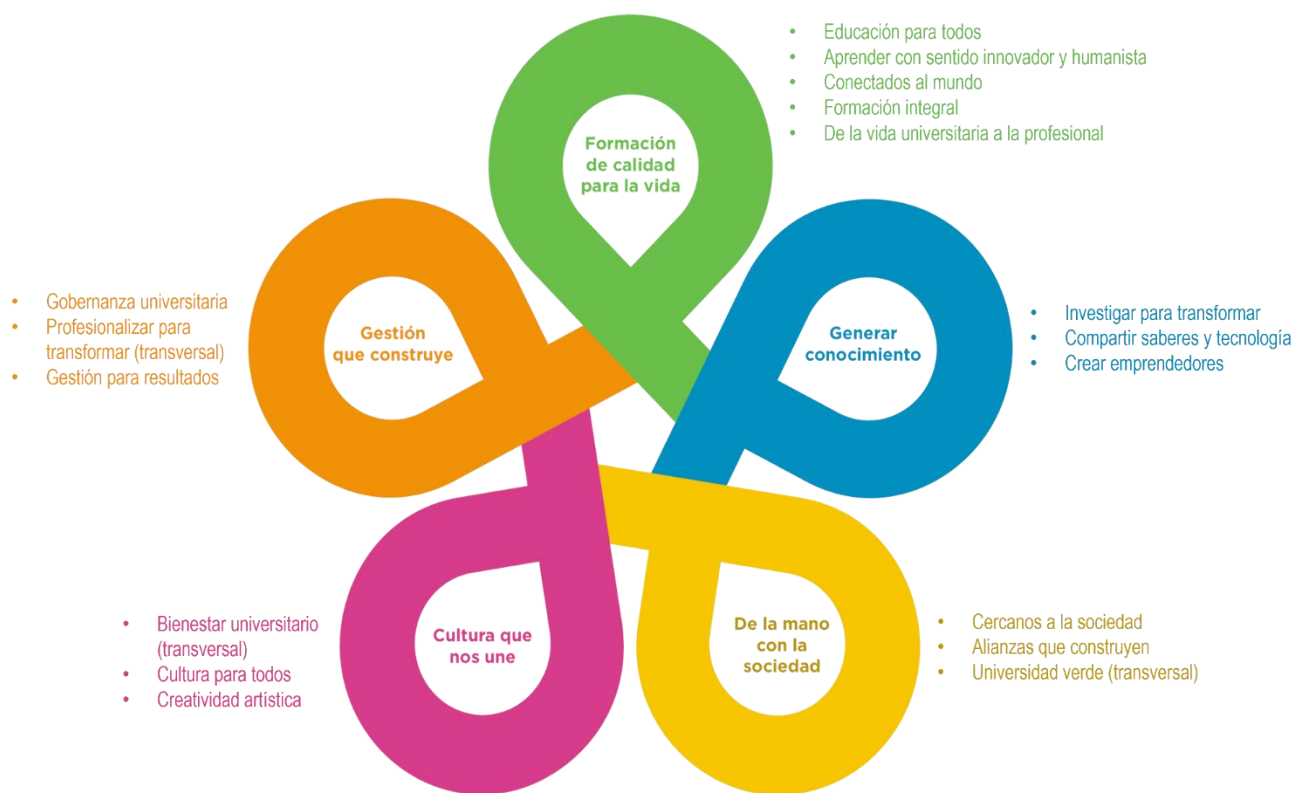 Formación
de calidad
para la vida
• Educación para todos
• Aprender con sentido innovador y humanista
• Conectados al mundo
• Formación integral
• De la vida universitaria a la profesional
Generar
conocimiento
• Investigar para transformar
• Compartir saberes y tecnología
• Crear emprendedores
De la mano
con la
sociedad
• Cercanos a la sociedad
• Alianzas que construyen
• Universidad verde (transversal)
Cultura que
nos une
• Bienestar universitario
(transversal)
• Cultura para todos
• Creatividad artística
Gestión
que construye
• Gobernanza universitaria
• Profesionalizar para
transformar (transversal)
• Gestión para resultados